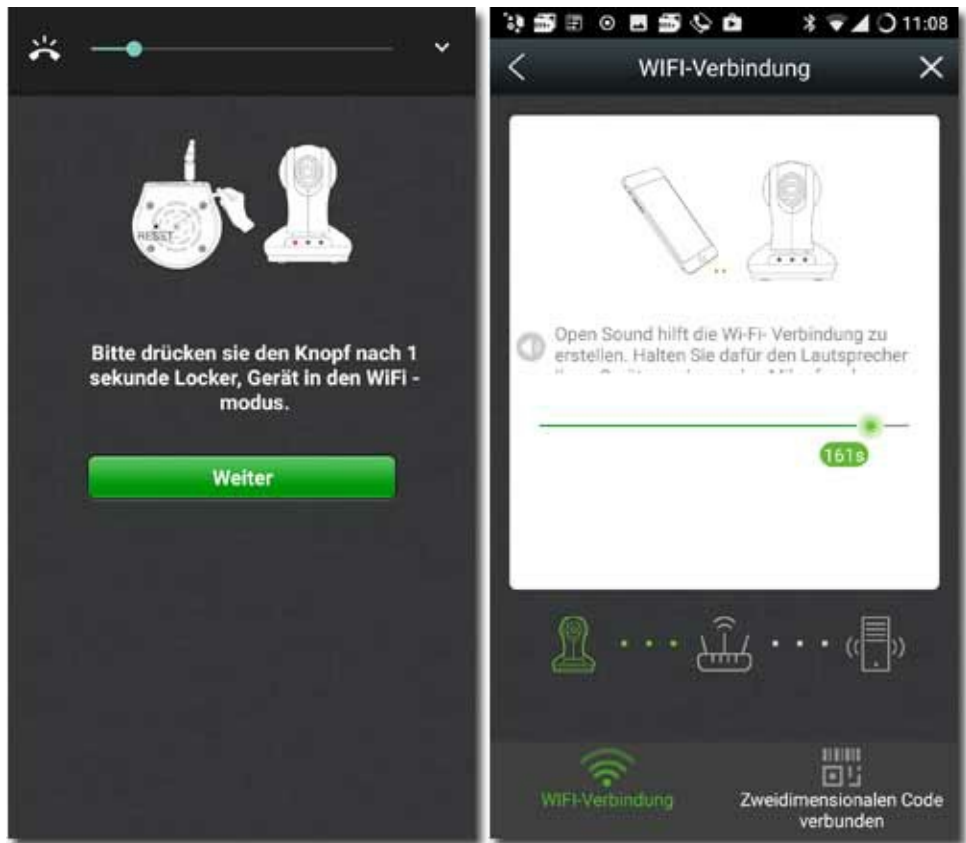 RESET
Bitte drücken sie den Knopf nach 1
sekunde Locker, Gerät in den WiFi -
modus.
Weiter
11:08
WIFI-Verbindung
Open Sound hilft die Wi-Fi- Verbindung zu
erstellen. Halten Sie dafür den Lautsprecher
161s
WIFI-Verbindung
Zweidimensionalen Code
verbunden